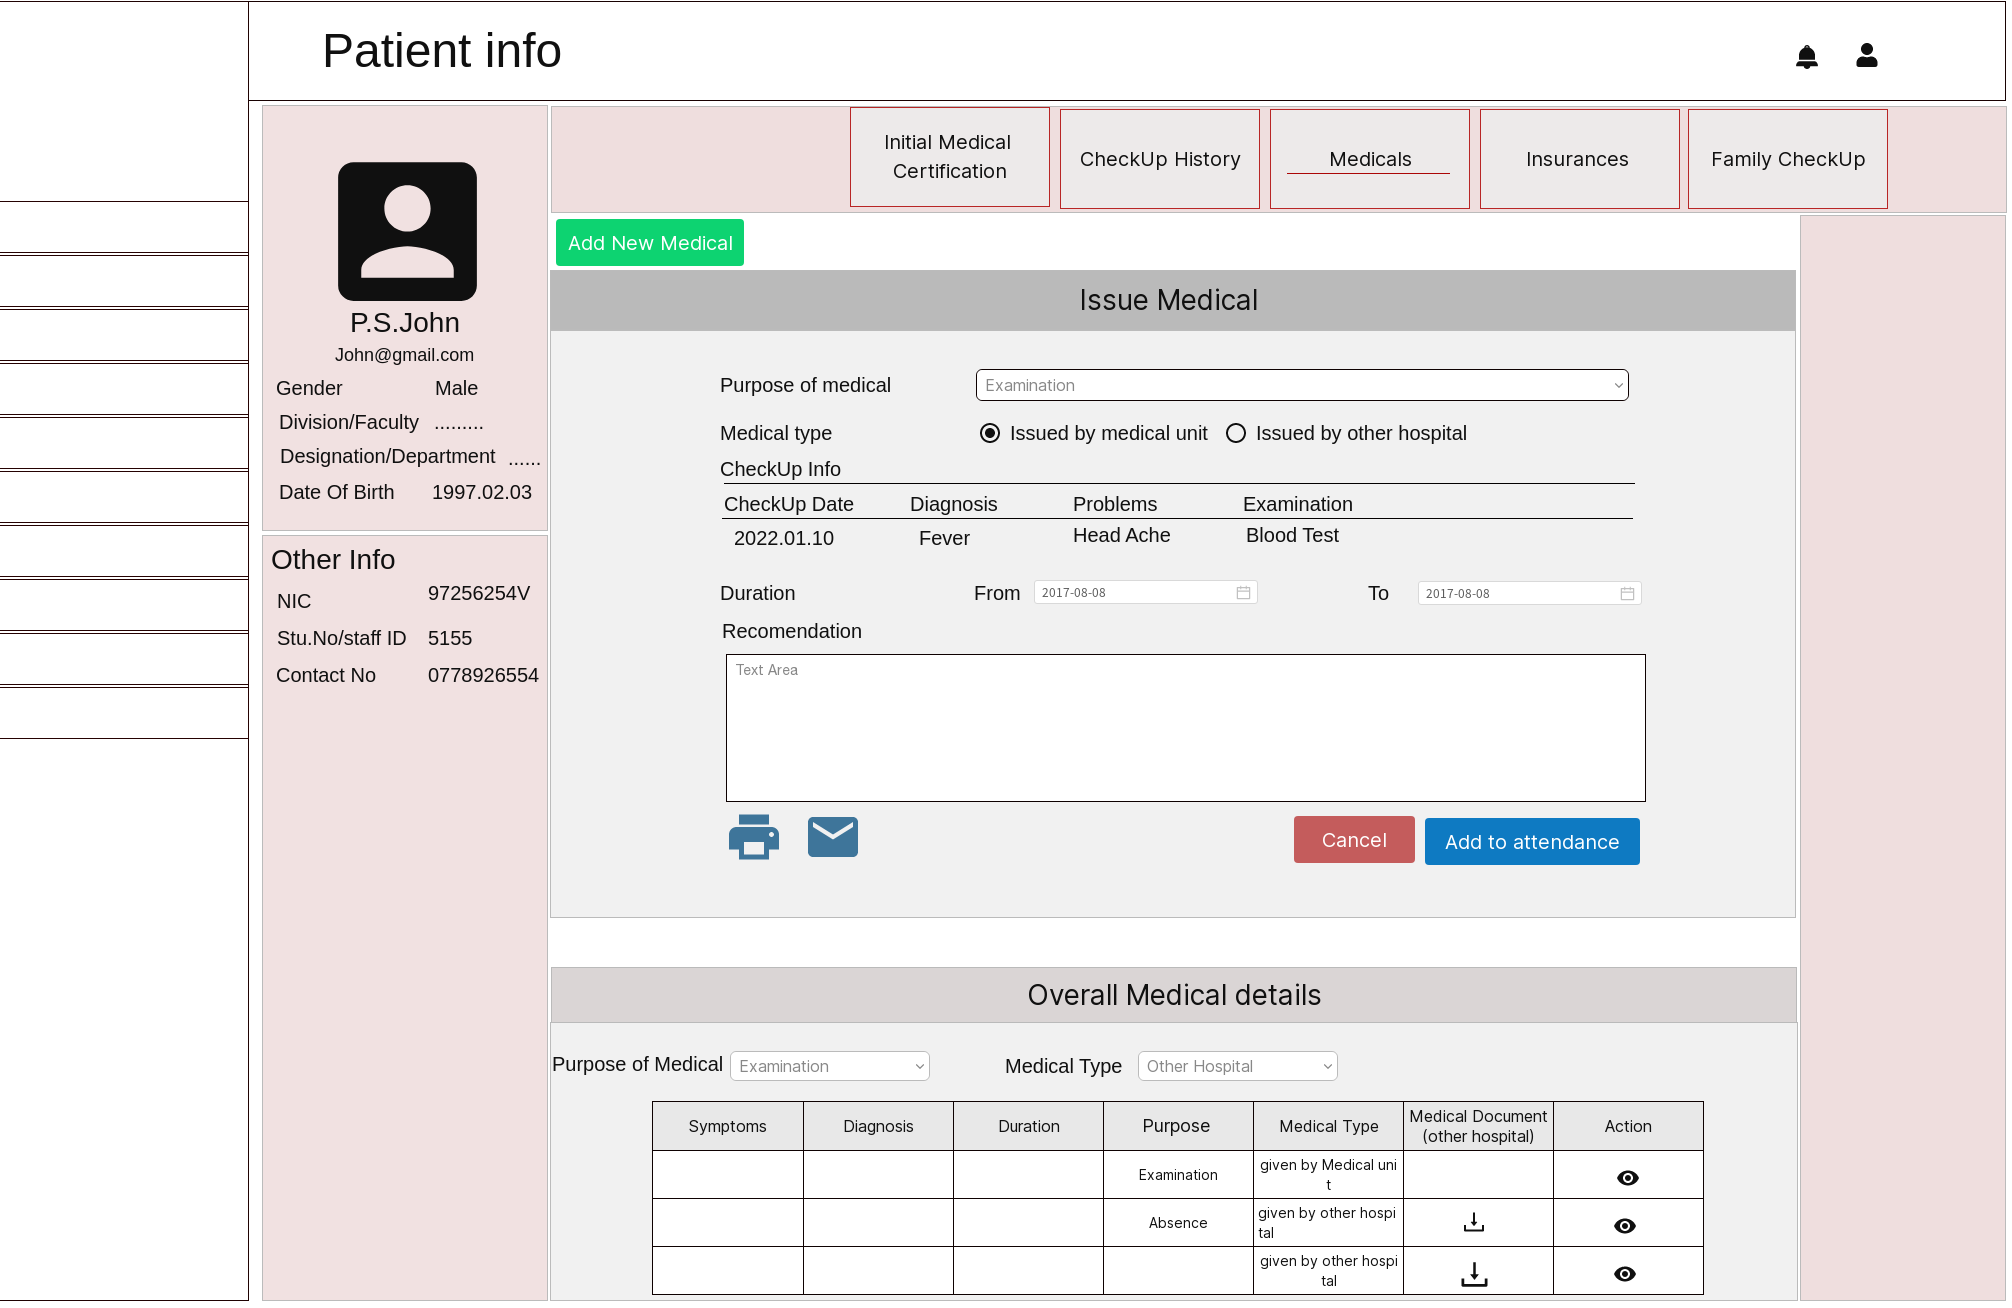 Patient info
P.S.John
John@gmail.com
Gender Male
Division/Faculty .........
Designation/Department ......
Date Of Birth 1997.02.03
Other Info
NIC 97256254V
Stu.No/staff ID 5155
Contact No 0778926554
Initial Medical
Certification
CheckUp History
Medicals
Insurances
Family CheckUp
Add New Medical
Issue Medical
Purpose of medical Examination
Medical type Issued by medical unit Issued by other hospital
CheckUp Info
CheckUp Date Diagnosis Problems Examination
2022.01.10 Fever Head Ache Blood Test
Duration From 2017-08-08 To 2017-08-08
Recomendation
Text Area
Cancel Add to attendance
Overall Medical details
Purpose of Medical Examination Medical Type Other Hospital
Symptoms Diagnosis Duration Purpose Medical Type Medical Document
(other hospital) Action
Examination given by Medical uni
t
Absence given by other hospi
tal
given by other hospi
tal